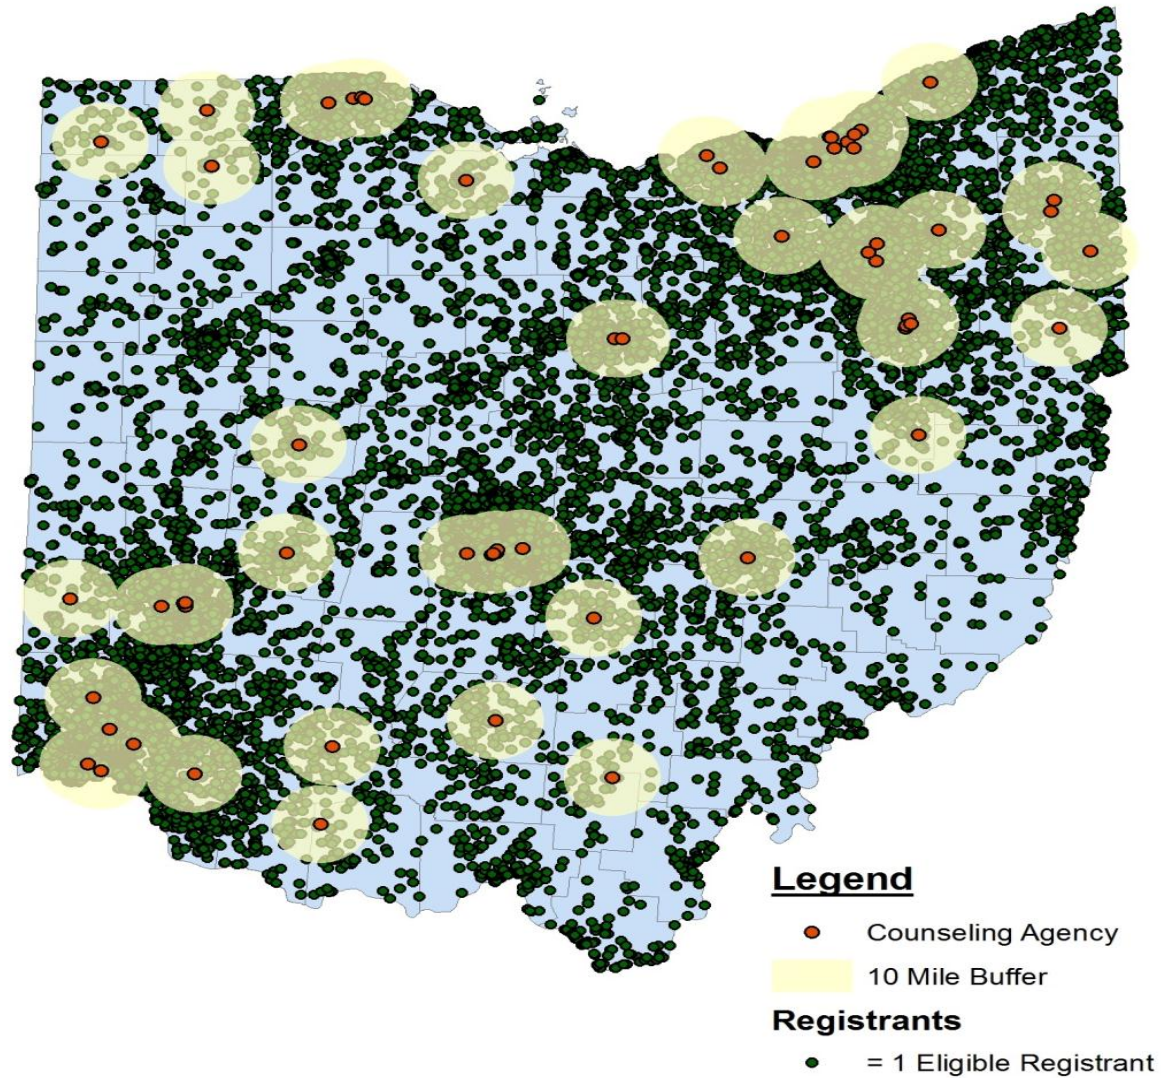 Legend
Counseling Agency
10 Mile Buffer
Registrants
= 1 Eligible Registrant